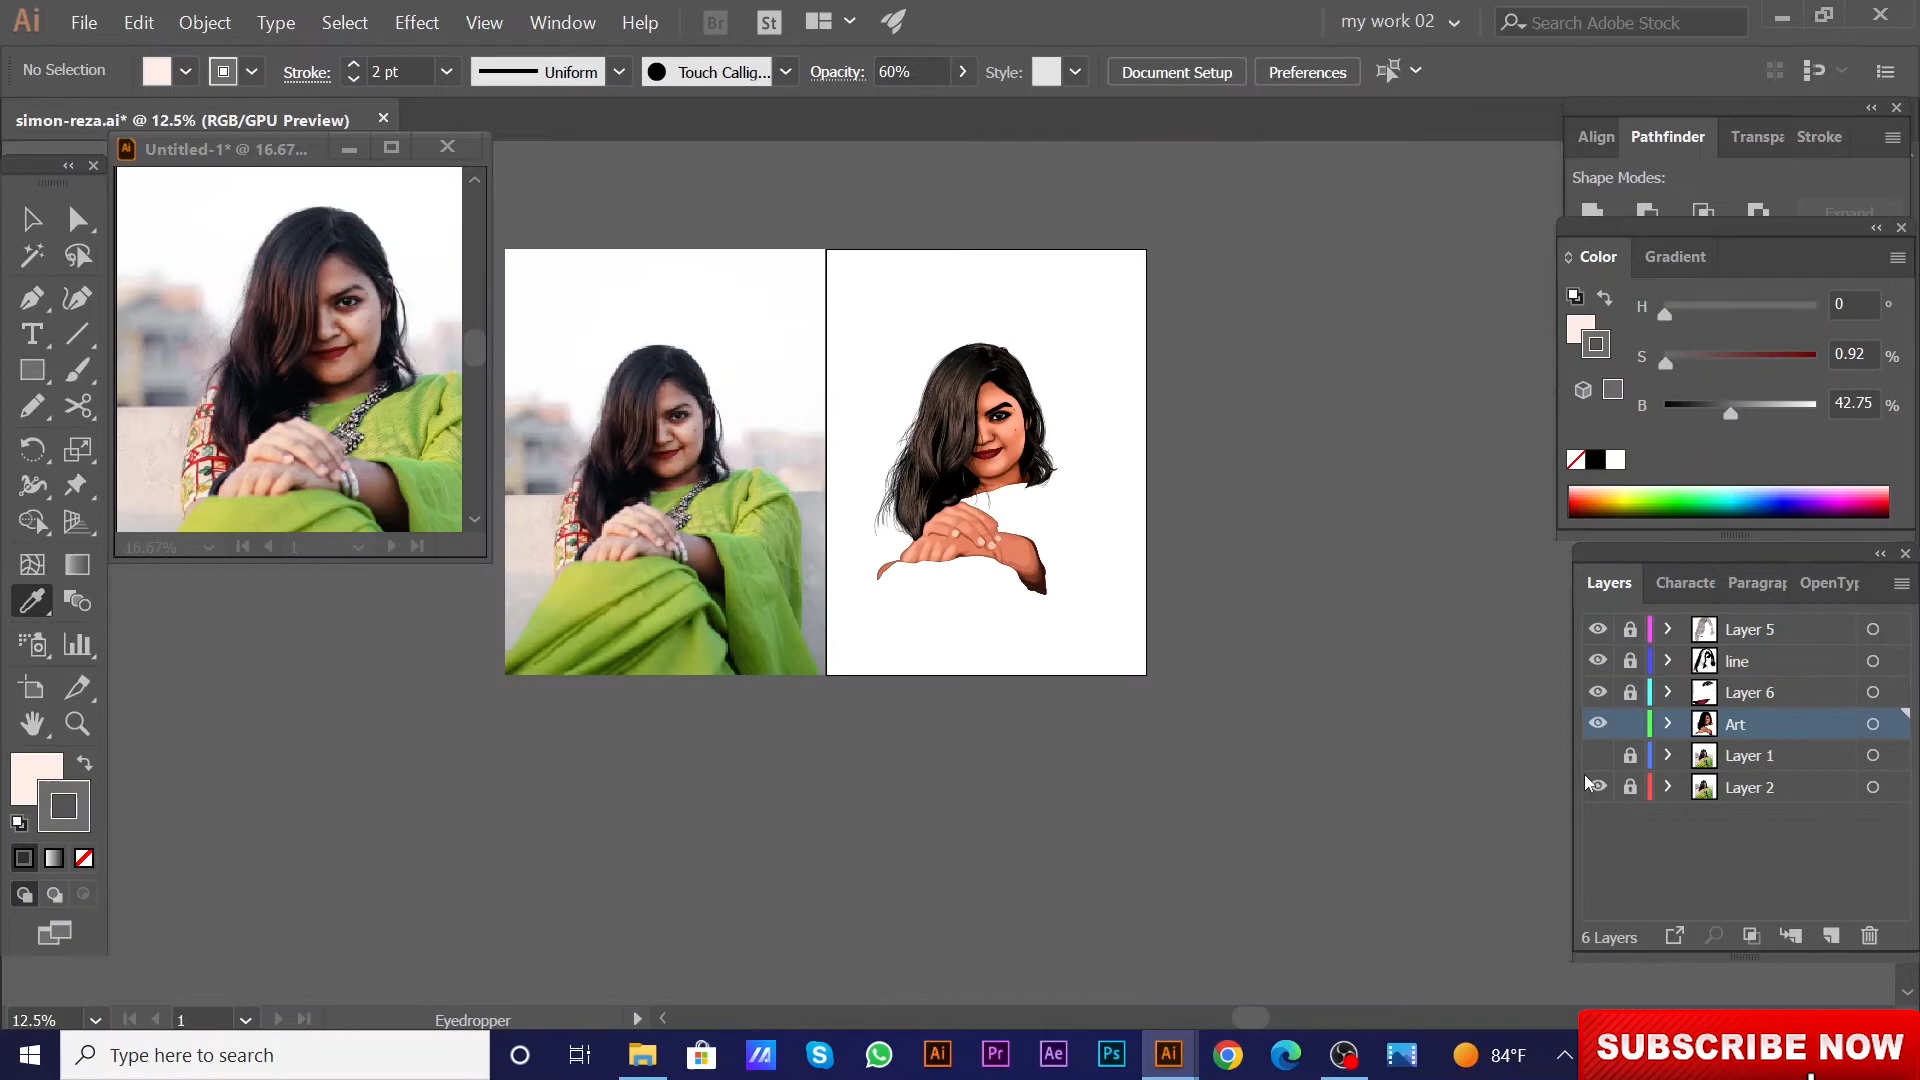 Ai File Edit Object Type Select Effect View Window Help Br St my work 02 Search Adobe Stock
No Selection Stroke: 2 pt Uniform Touch Callig... Opacity: 60% Style: Document Setup Preferences
simon-reza.ai* @ 12.5% (RGB/GPU Preview)
Ai Untitled-1* @ 16.67...
16.67% 1
Align Pathfinder Transpa Stroke
Shape Modes:
Expand
Color Gradient
H 0 °
S 0.92 %
B 42.75 %
Layers Characte Paragrap OpenTyp
Layer 5
line
Layer 6
Art
Layer 1
Layer 2
6 Layers
12.5% 1 Eyedropper
Type here to search
Ai Pr Ae Ps Ai
84°F
SUBSCRIBE NOW